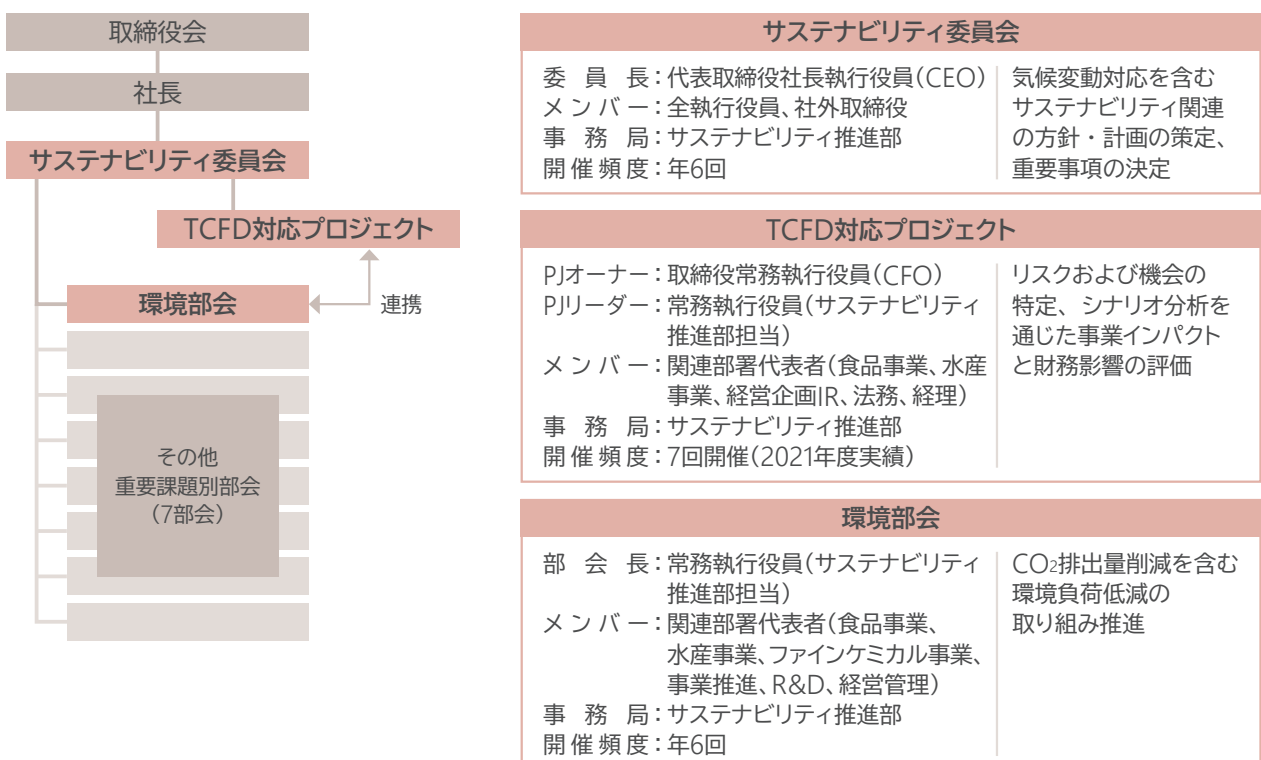 取締役会
社長
サステナビリティ委員会
TCFD対応プロジェクト
環境部会
連携
その他
重要課題別部会
（7部会）
サステナビリティ委員会
委員長：代表取締役社長執行役員（CEO）
メンバー：全執行役員、社外取締役
事務局：サステナビリティ推進部
開催頻度：年6回
気候変動対応を含む
サステナビリティ関連
の方針・計画の策定、
重要事項の決定
TCFD対応プロジェクト
PJオーナー：取締役常務執行役員（CFO）
PJリーダー：常務執行役員（サステナビリティ
推進部担当）
メンバー：関連部署代表者（食品事業、水産
事業、経営企画IR、法務、経理）
事務局：サステナビリティ推進部
開催頻度：7回開催（2021年度実績）
リスクおよび機会の
特定、シナリオ分析を
通じた事業インパクト
と財務影響の評価
環境部会
部会長：常務執行役員（サステナビリティ
推進部担当）
メンバー：関連部署代表者（食品事業、
水産事業、ファインケミカル事業、
事業推進、R&D、経営管理）
事務局：サステナビリティ推進部
開催頻度：年6回
CO2排出量削減を含む
環境負荷低減の
取り組み推進